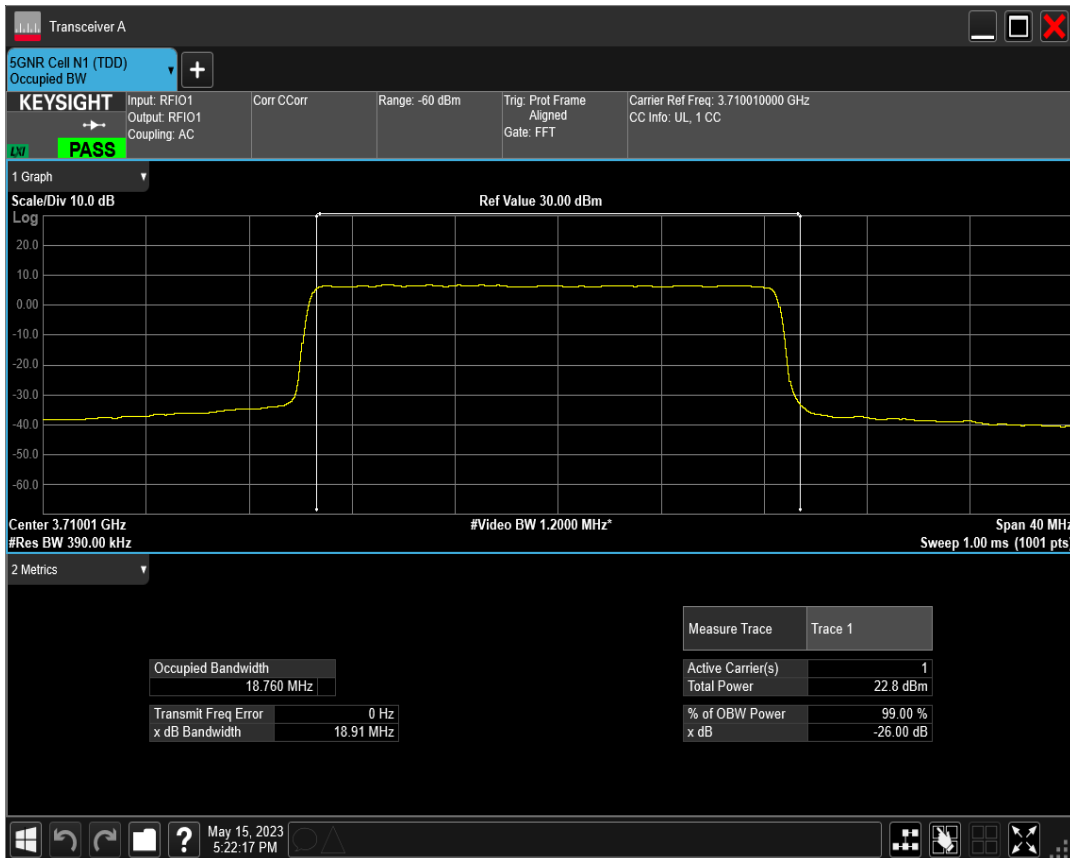 Transceiver A
5GNR Cell N1 (TDD)
Occupied BW
+
KEYSIGHT
LXI
PASS
Input: RFIO1
Output: RFIO1
Coupling: AC
Corr CCorr
Range: -60 dBm
Trig: Prot Frame
Aligned
Gate: FFT
Carrier Ref Freq: 3.710010000 GHz
CC Info: UL, 1 CC
1 Graph
Scale/Div 10.0 dB
Ref Value 30.00 dBm
Log
20.0
10.0
0.00
-10.0
-20.0
-30.0
-40.0
-50.0
-60.0
Center 3.71001 GHz
#Video BW 1.2000 MHz*
Span 40 MHz
#Res BW 390.00 kHz
Sweep 1.00 ms (1001 pts)
2 Metrics
Measure Trace Trace 1
Occupied Bandwidth
18.760 MHz
Active Carrier(s) 1
Total Power 22.8 dBm
Transmit Freq Error 0 Hz
x dB Bandwidth 18.91 MHz
% of OBW Power 99.00 %
x dB -26.00 dB
?
May 15, 2023
5:22:17 PM